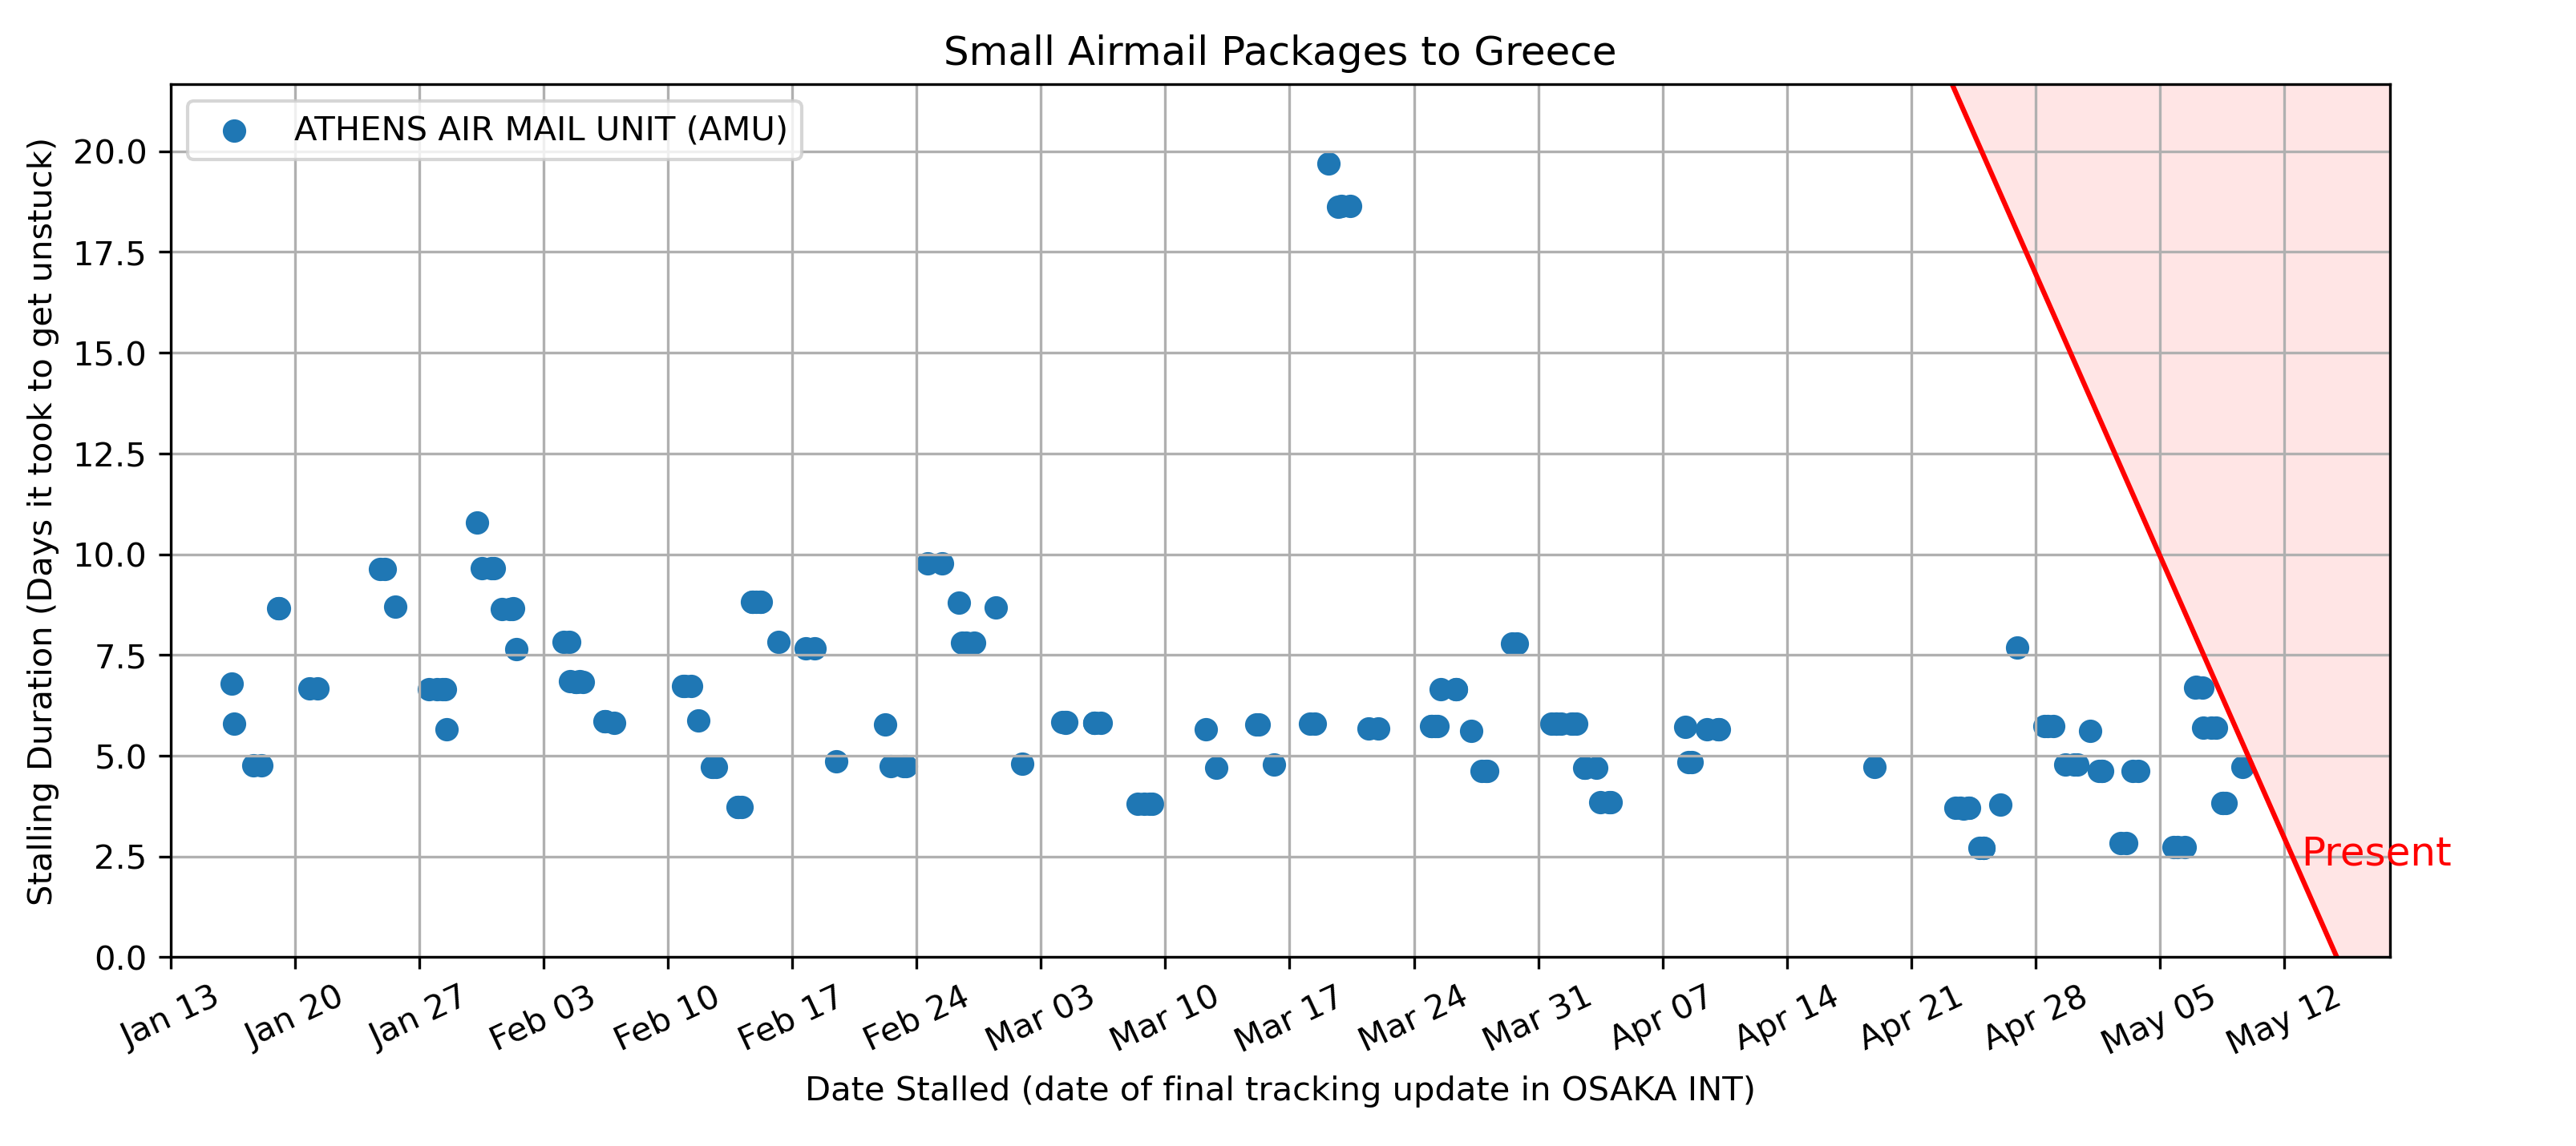 Small Airmail Packages to Greece
ATHENS AIR MAIL UNIT (AMU)
Stalling Duration (Days it took to get unstuck)
20.0
17.5
15.0
12.5
10.0
7.5
5.0
2.5
0.0
Present
Jan 13
Jan 20
Jan 27
Feb 03
Feb 10
Feb 17
Feb 24
Mar 03
Mar 10
Mar 17
Mar 24
Mar 31
Apr 07
Apr 14
Apr 21
Apr 28
May 05
May 12
Date Stalled (date of final tracking update in OSAKA INT)